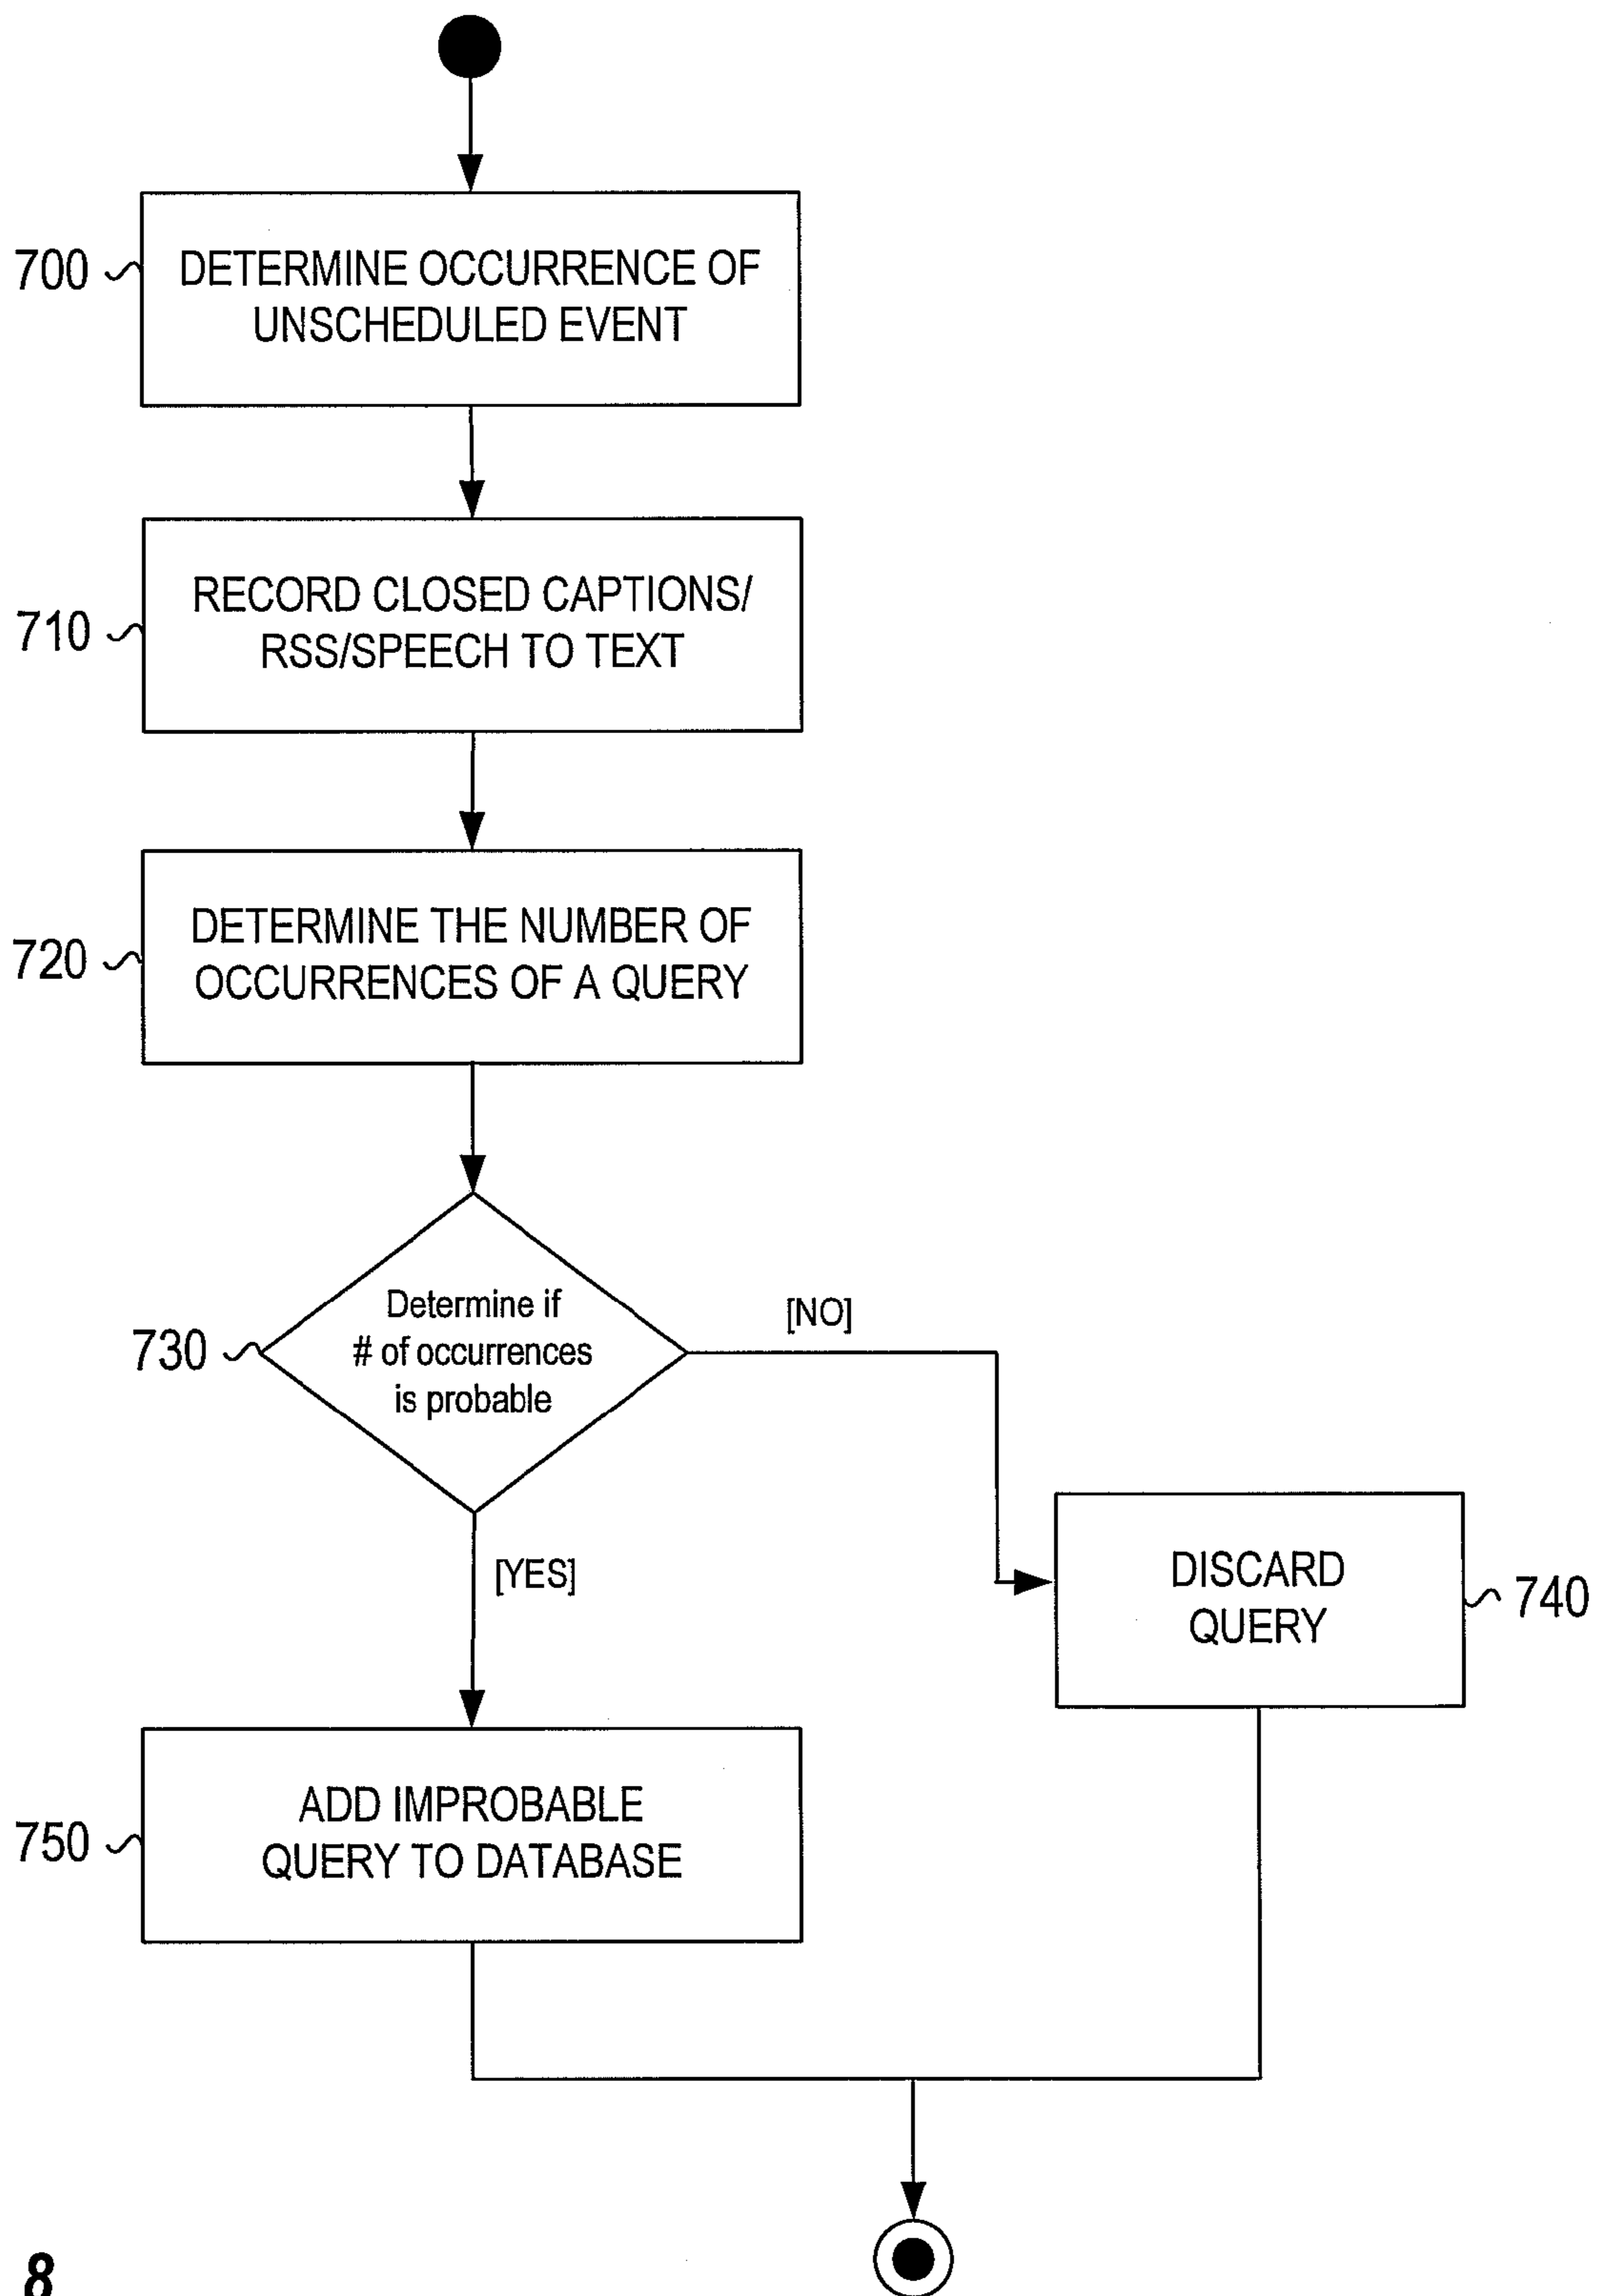 700
DETERMINE OCCURRENCE OF
UNSCHEDULED EVENT
710
RECORD CLOSED CAPTIONS/
RSS/SPEECH TO TEXT
720
DETERMINE THE NUMBER OF
OCCURRENCES OF A QUERY
730
Determine if
# of occurrences
is probable
[NO]
[YES]
DISCARD
QUERY
740
750
ADD IMPROBABLE
QUERY TO DATABASE
8